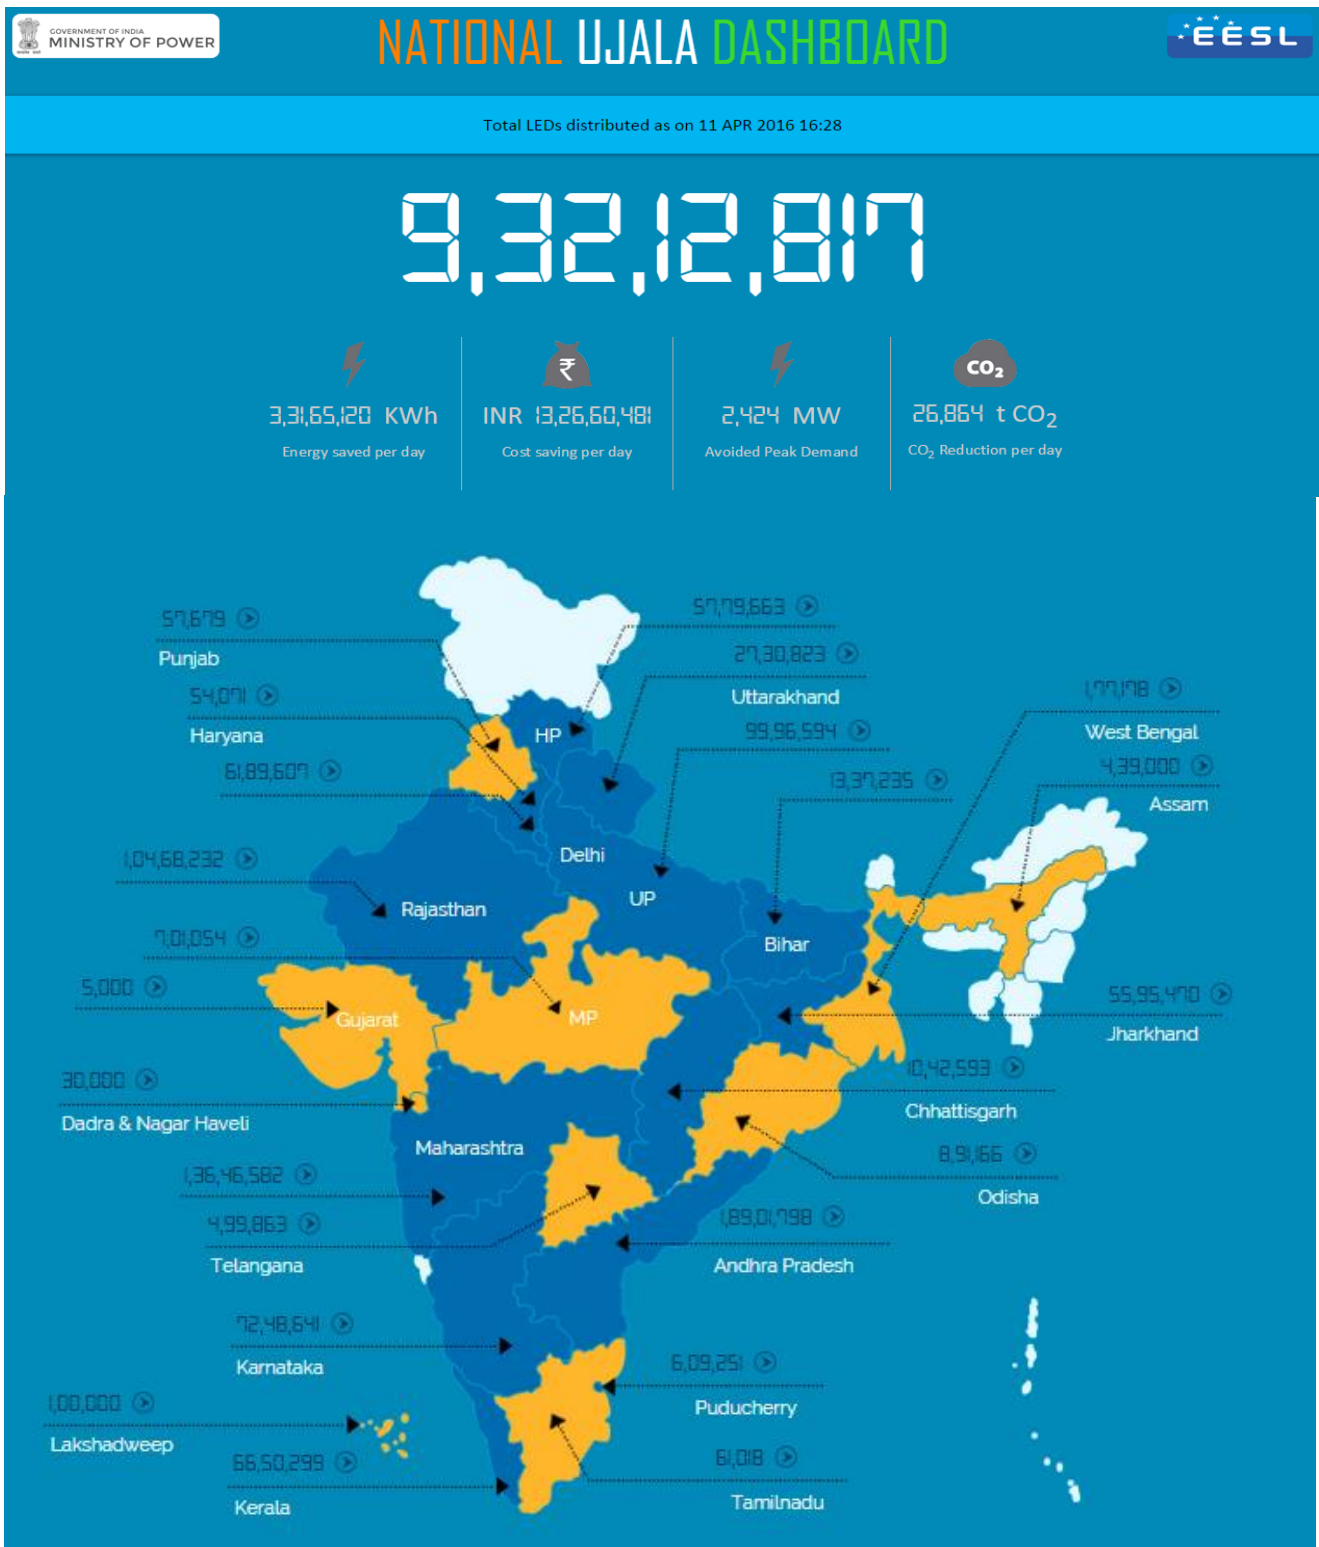 GOVERNMENT OF INDIA
MINISTRY OF POWER
NATIONAL UJALA DASHBOARD
EESL
Total LEDs distributed as on 11 APR 2016 16:28
9,32,12,817
3,31,65,120 KWh
Energy saved per day
INR 13,26,60,481
Cost saving per day
2,424 MW
Avoided Peak Demand
CO₂
26,864 t CO₂
CO₂ Reduction per day
57,679
Punjab
54,071
Haryana
61,89,607
1,04,68,232
7,01,054
5,000
30,000
Dadra & Nagar Haveli
1,36,46,582
4,99,863
Telangana
72,48,641
Karnataka
1,00,000
Lakshadweep
66,50,299
Kerala
57,79,663
27,30,823
Uttarakhand
99,96,594
13,37,235
1,77,178
West Bengal
4,39,000
Assam
55,95,470
Jharkhand
10,42,593
Chhattisgarh
8,91,166
Odisha
1,89,01,798
Andhra Pradesh
6,09,251
Puducherry
61,018
Tamilnadu
HP
Delhi
UP
Rajasthan
Bihar
Gujarat
MP
Maharashtra